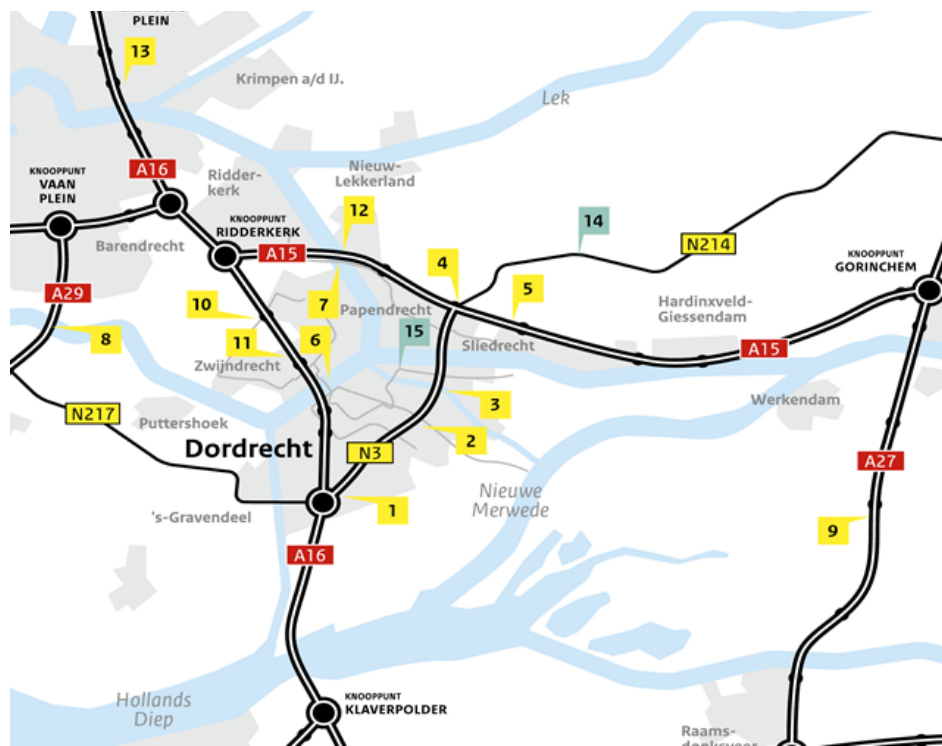 PLEIN
13
Krimpen a/d IJ.
Lek
A16
Ridder-
kerk
Nieuw-
Lekkerland
KNOOPPUNT
VAAN
PLEIN
12
14
KNOOPPUNT
RIDDERKERK
Barendrecht
A15
N214
KNOOPPUNT
GORINCHEM
4
A29
10
7
Papendrecht
5
Hardinxveld-
Giessendam
8
11
6
15
Sliedrecht
A15
Zwijndrecht
N217
Puttershoek
3
Werkendam
Dordrecht
N3
2
A27
Nieuwe
Merwede
's-Gravendeel
1
9
A16
Hollands
Diep
KNOOPPUNT
KLAVERPOLDER
Raams-